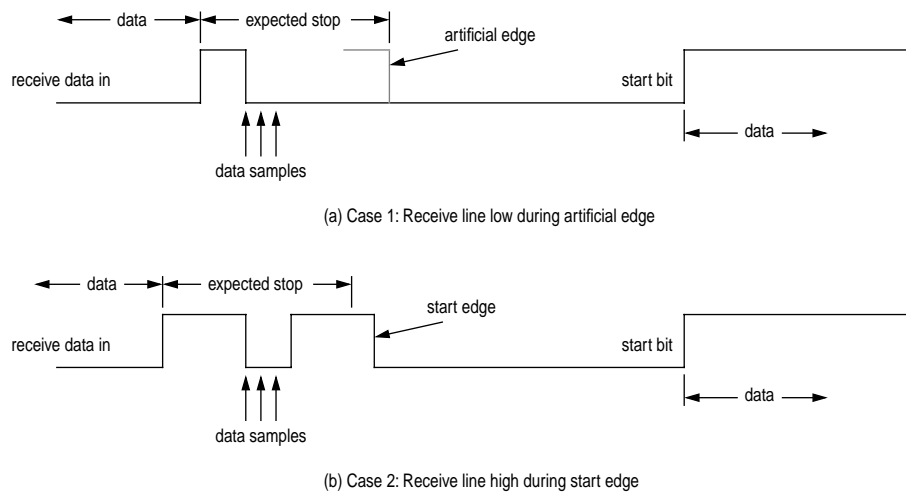 data
expected stop
artificial edge
receive data in
start bit
data
data samples
(a) Case 1: Receive line low during artificial edge
data
expected stop
start edge
receive data in
start bit
data
data samples
(b) Case 2: Receive line high during start edge